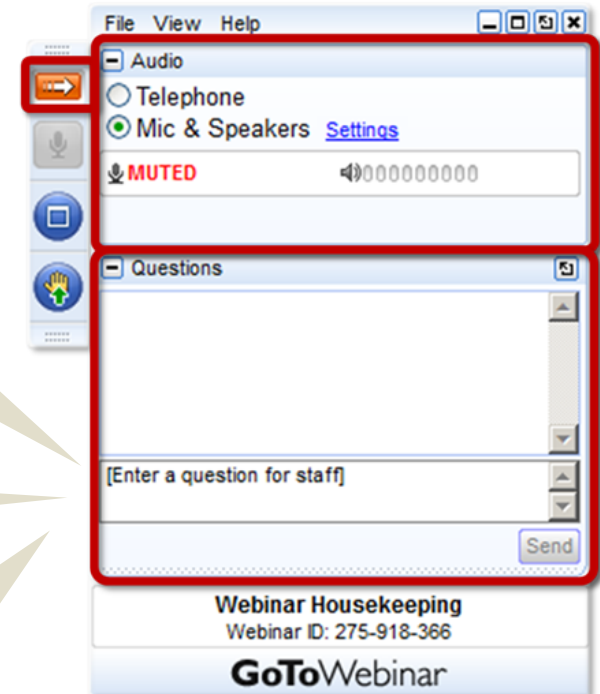 File View Help
Audio
Telephone
Mic & Speakers Settings
MUTED 000000000
Questions
[Enter a question for staff]
Send
Webinar Housekeeping
Webinar ID: 275-918-366
GoToWebinar